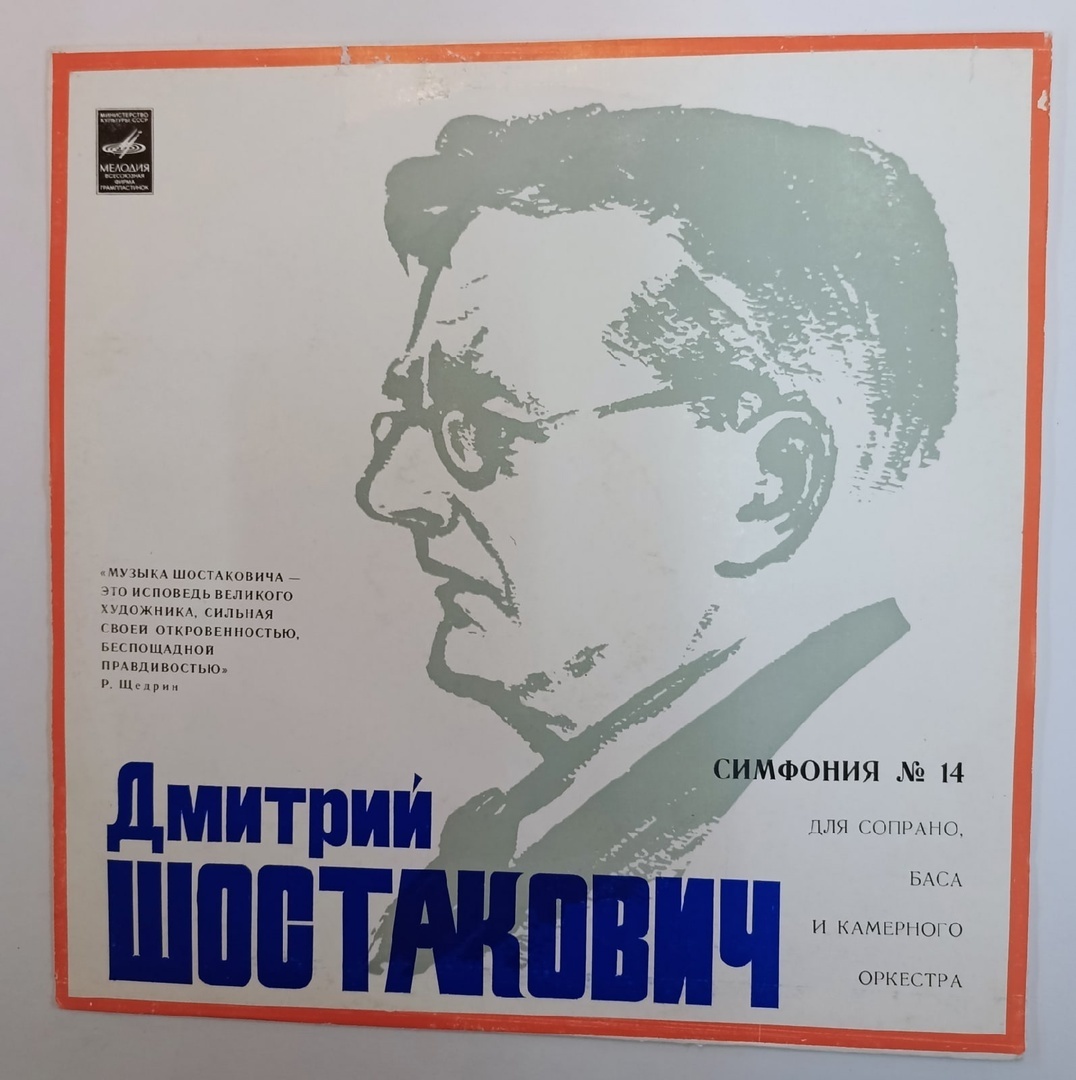 МИНИСТЕРСТВО
КУЛЬТУРЫ СССР
МЕЛОДИЯ
ВСЕСОЮЗНАЯ
ФИРМА
ГРАМПЛАСТИНОК
«МУЗЫКА ШОСТАКОВИЧА —
ЭТО ИСПОВЕДЬ ВЕЛИКОГО
ХУДОЖНИКА, СИЛЬНАЯ
СВОЕЙ ОТКРОВЕННОСТЬЮ,
БЕСПОЩАДНОЙ
ПРАВДИВОСТЬЮ»
Р. Щедрин
Дмитрий
ШОСТАКОВИЧ
СИМФОНИЯ № 14
ДЛЯ СОПРАНО,
БАСА
И КАМЕРНОГО
ОРКЕСТРА